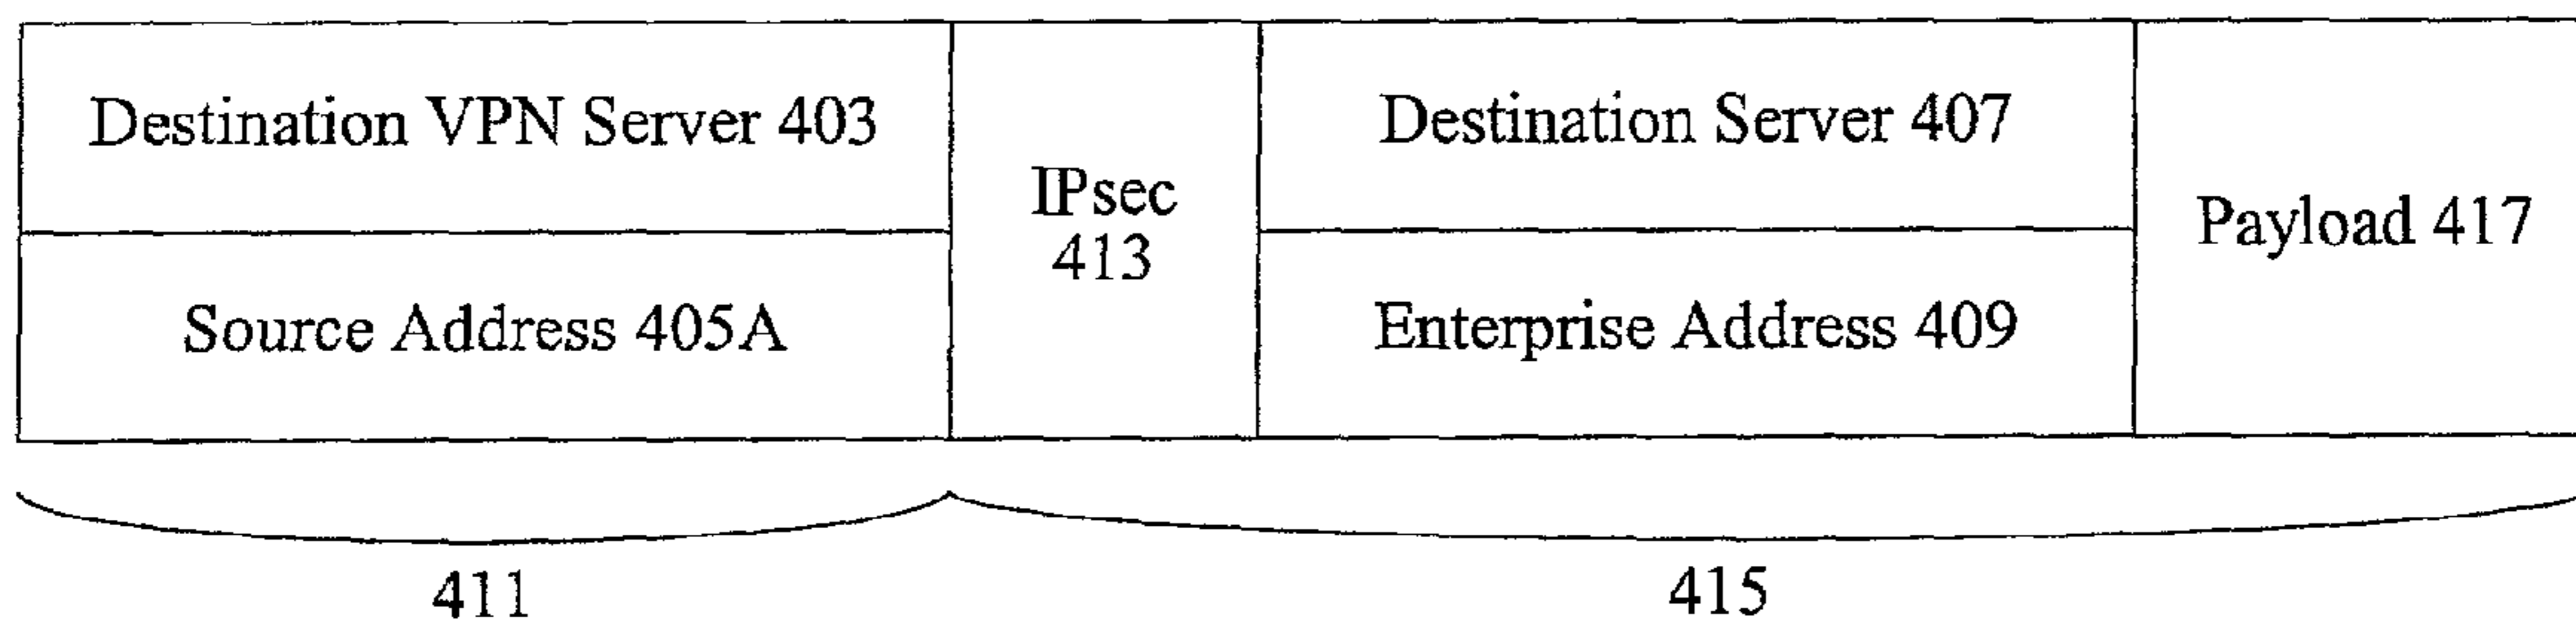 Destination VPN Server 403
Source Address 405A
IPsec
413
Destination Server 407
Enterprise Address 409
Payload 417
411
415